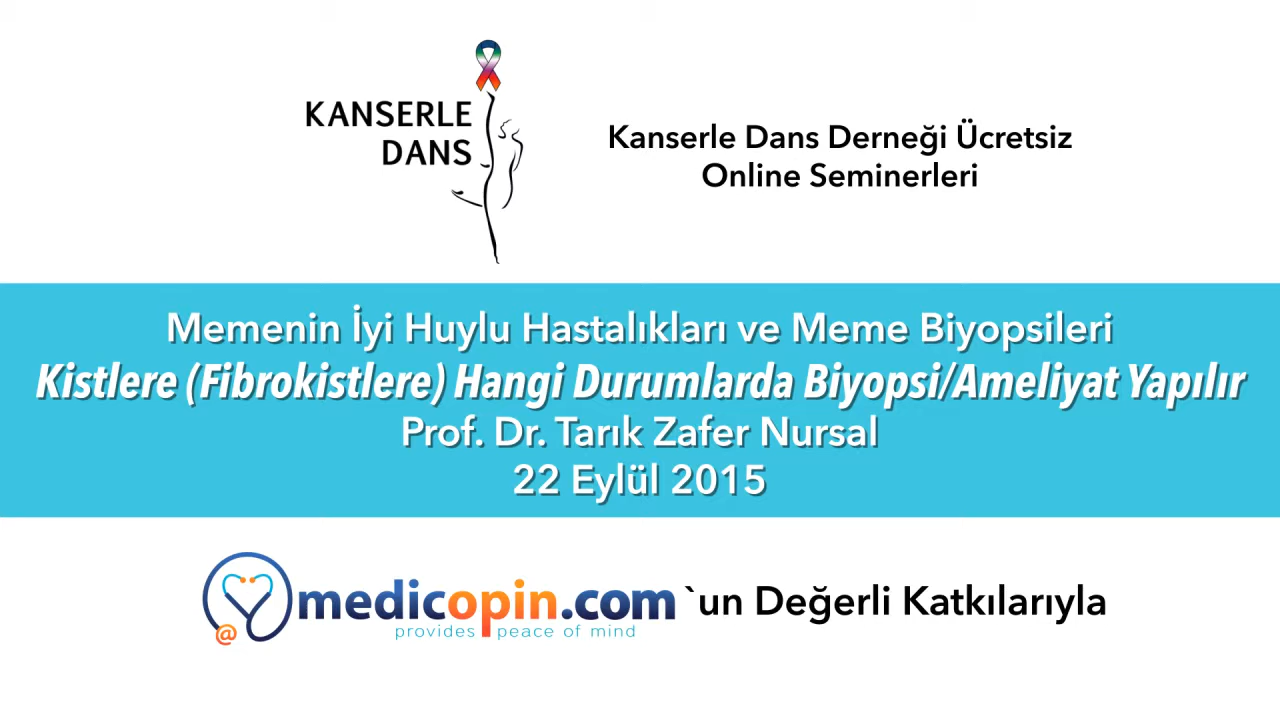 KANSERLE
DANS
Kanserle Dans Derneği Ücretsiz
Online Seminerleri
Memenin İyi Huylu Hastalıkları ve Meme Biyopsileri
Kistlere (Fibrokistlere) Hangi Durumlarda Biyopsi/Ameliyat Yapılır
Prof. Dr. Tarık Zafer Nursal
22 Eylül 2015
@ medicopin.com `un Değerli Katkılarıyla
provides peace of mind